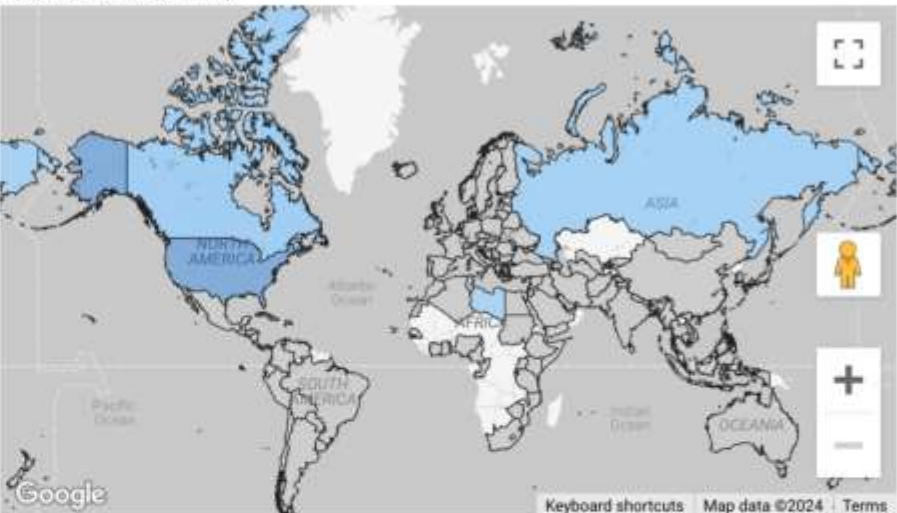 ASIA
NORTH
AMERICA
Atlantic
Ocean
AFRICA
SOUTH
AMERICA
Pacific
Ocean
Indian
Ocean
OCEANIA
Google
Keyboard shortcuts Map data ©2024 Terms